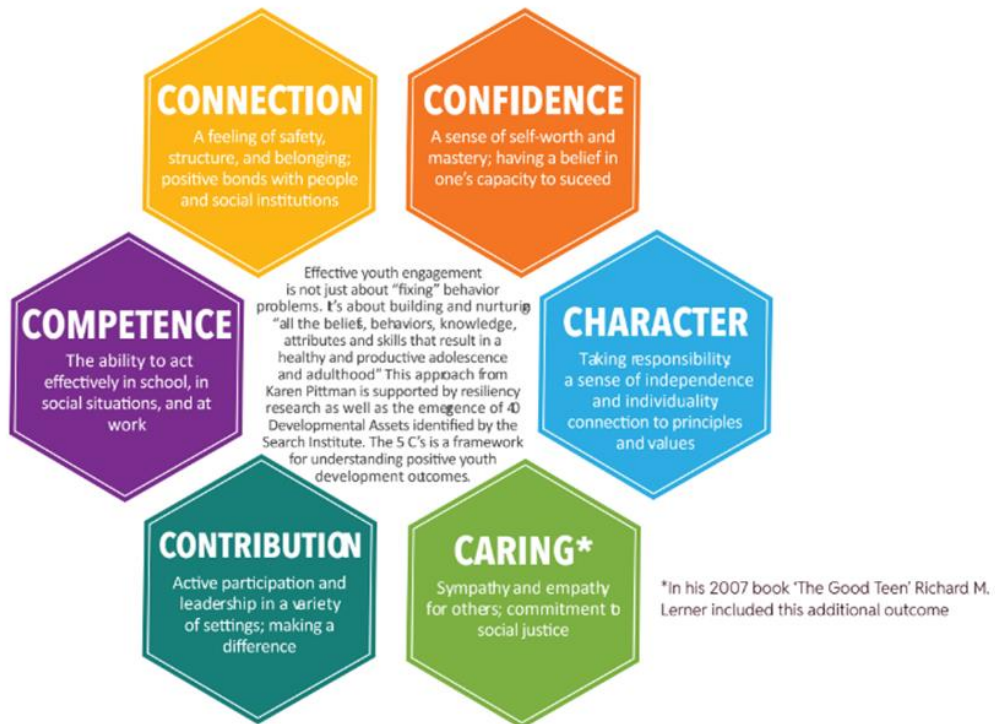 CONNECTION
A feeling of safety,
structure, and belonging;
positive bonds with people
and social institutions
CONFIDENCE
A sense of self-worth and
mastery; having a belief in
one's capacity to suceed
COMPETENCE
The ability to act
effectively in school, in
social situations, and at
work
Effective youth engagement
is not just about "fixing" behavior
problems. It's about building and nurturing
"all the beliefs, behaviors, knowledge,
attributes and skills that result in a
healthy and productive adolescence
and adulthood" This approach from
Karen Pittman is supported by resiliency
research as well as the emergence of 40
Developmental Assets identified by the
Search Institute. The 5 C's is a framework
for understanding positive youth
development outcomes.
CHARACTER
Taking responsibility
a sense of independence
and individuality
connection to principles
and values
CONTRIBUTION
Active participation and
leadership in a variety
of settings; making a
difference
CARING*
Sympathy and empathy
for others; commitment to
social justice
*In his 2007 book 'The Good Teen' Richard M.
Lerner included this additional outcome